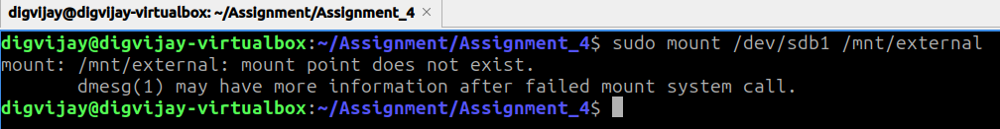 digvijay@digvijay-virtualbox: ~/Assignment/Assignment_4 ×
digvijay@digvijay-virtualbox:~/Assignment/Assignment_4$ sudo mount /dev/sdb1 /mnt/external
mount: /mnt/external: mount point does not exist.
       dmesg(1) may have more information after failed mount system call.
digvijay@digvijay-virtualbox:~/Assignment/Assignment_4$